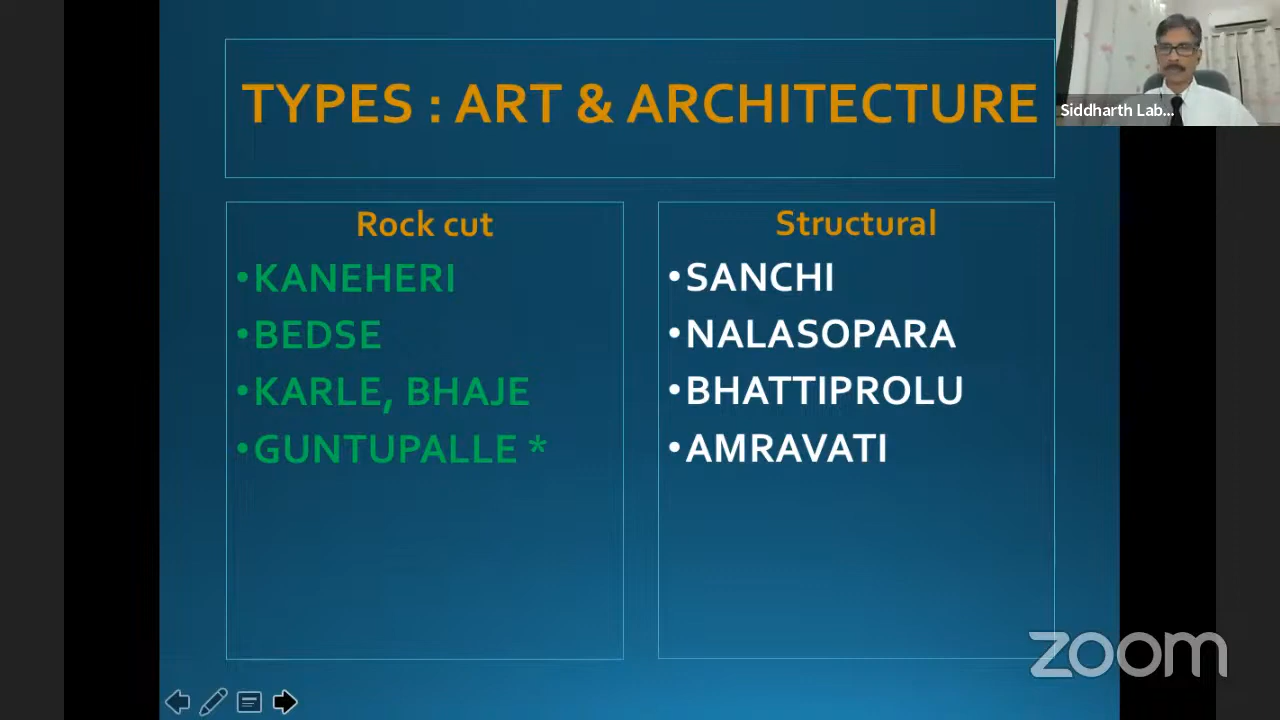 TYPES : ART & ARCHITECTURE
Siddharth Lab...
Rock cut
•KANEHERI
•BEDSE
•KARLE, BHAJE
•GUNTUPALLE *
Structural
•SANCHI
•NALASOPARA
•BHATTIPROLU
•AMRAVATI
zoom